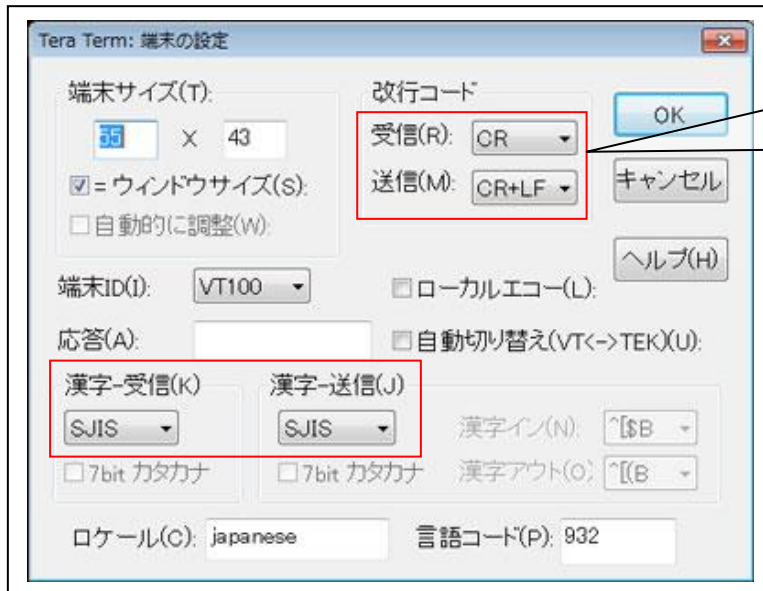 Tera Term: 端末の設定
端末サイズ(T):
X 43
☑=ウィンドウサイズ(S):
□自動的に調整(W):
改行コード
受信(R): CR
送信(M): CR+LF
OK
キャンセル
ヘルプ(H)
端末ID(I): VT100
□ローカルエコー(L):
応答(A):
□自動切り替え(VT<->TEK)(U):
漢字-受信(K)
SJIS
□7bit カタカナ
漢字-送信(J)
SJIS
□7bit カタカナ
漢字イン(N): ^[$B
漢字アウト(O) ^[(B
ロケール(C): japanese
言語コード(P): 932